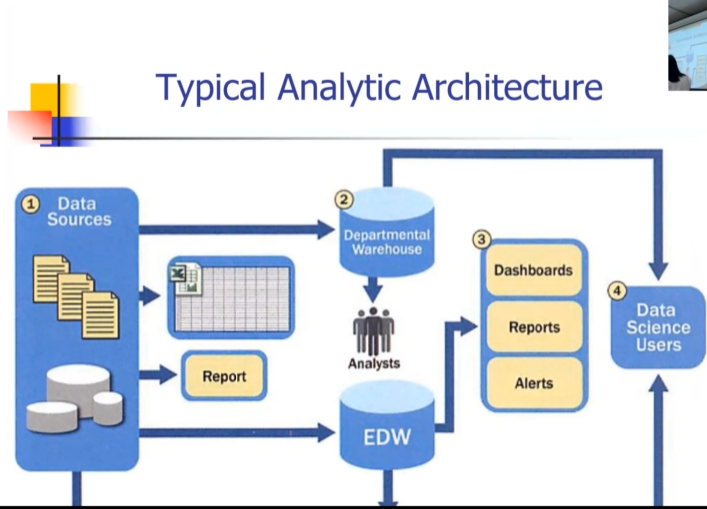 Typical Analytic Architecture
1
Data
Sources
Report
2
Departmental
Warehouse
Analysts
EDW
3
Dashboards
Reports
Alerts
4
Data
Science
Users